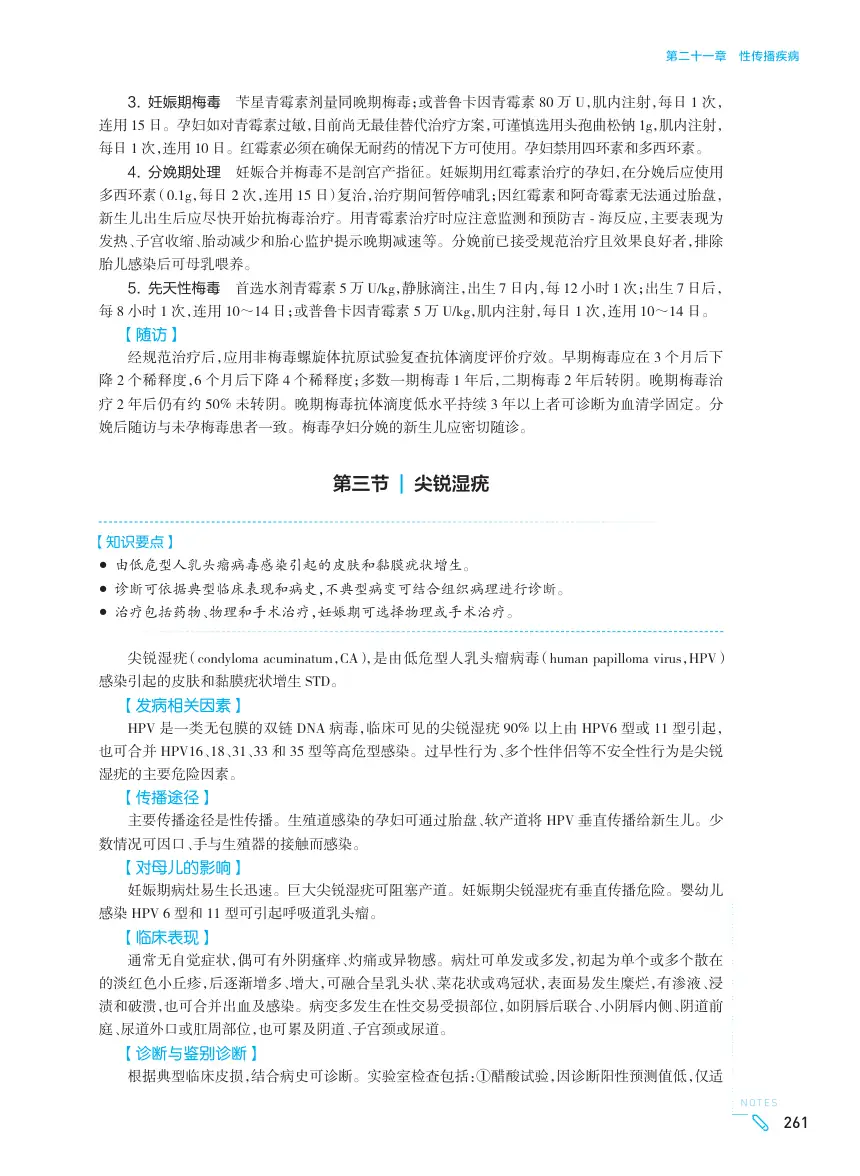 第二十一章 性传播疾病
3. 妊娠期梅毒 苄星青霉素剂量同晚期梅毒；或普鲁卡因青霉素 80 万 U，肌内注射，每日 1 次，
连用 15 日。孕妇如对青霉素过敏，目前尚无最佳替代治疗方案，可谨慎选用头孢曲松钠 1g，肌内注射，
每日 1 次，连用 10 日。红霉素必须在确保无耐药的情况下方可使用。孕妇禁用四环素和多西环素。
4. 分娩期处理 妊娠合并梅毒不是剖宫产指征。妊娠期用红霉素治疗的孕妇，在分娩后应使用
多西环素（0.1g，每日 2 次，连用 15 日）复治，治疗期间暂停哺乳；因红霉素和阿奇霉素无法通过胎盘，
新生儿出生后应尽快开始抗梅毒治疗。用青霉素治疗时应注意监测和预防吉 - 海反应，主要表现为
发热、子宫收缩、胎动减少和胎心监护提示晚期减速等。分娩前已接受规范治疗且效果良好者，排除
胎儿感染后可母乳喂养。
5. 先天性梅毒 首选水剂青霉素 5 万 U/kg，静脉滴注，出生 7 日内，每 12 小时 1 次；出生 7 日后，
每 8 小时 1 次，连用 10～14 日；或普鲁卡因青霉素 5 万 U/kg，肌内注射，每日 1 次，连用 10～14 日。
【随访】
经规范治疗后，应用非梅毒螺旋体抗原试验复查抗体滴度评价疗效。早期梅毒应在 3 个月后下
降 2 个稀释度，6 个月后下降 4 个稀释度；多数一期梅毒 1 年后，二期梅毒 2 年后转阴。晚期梅毒治
疗 2 年后仍有约 50% 未转阴。晚期梅毒抗体滴度低水平持续 3 年以上者可诊断为血清学固定。分
娩后随访与未孕梅毒患者一致。梅毒孕妇分娩的新生儿应密切随诊。
第三节 | 尖锐湿疣
【知识要点】
● 由低危型人乳头瘤病毒感染引起的皮肤和黏膜疣状增生。
● 诊断可依据典型临床表现和病史，不典型病变可结合组织病理进行诊断。
● 治疗包括药物、物理和手术治疗，妊娠期可选择物理或手术治疗。
尖锐湿疣（condyloma acuminatum，CA），是由低危型人乳头瘤病毒（human papilloma virus，HPV）
感染引起的皮肤和黏膜疣状增生 STD。
【发病相关因素】
HPV 是一类无包膜的双链 DNA 病毒，临床可见的尖锐湿疣 90% 以上由 HPV6 型或 11 型引起，
也可合并 HPV16、18、31、33 和 35 型等高危型感染。过早性行为、多个性伴侣等不安全性行为是尖锐
湿疣的主要危险因素。
【传播途径】
主要传播途径是性传播。生殖道感染的孕妇可通过胎盘、软产道将 HPV 垂直传播给新生儿。少
数情况可因口、手与生殖器的接触而感染。
【对母儿的影响】
妊娠期病灶易生长迅速。巨大尖锐湿疣可阻塞产道。妊娠期尖锐湿疣有垂直传播危险。婴幼儿
感染 HPV 6 型和 11 型可引起呼吸道乳头瘤。
【临床表现】
通常无自觉症状，偶可有外阴瘙痒、灼痛或异物感。病灶可单发或多发，初起为单个或多个散在
的淡红色小丘疹，后逐渐增多、增大，可融合呈乳头状、菜花状或鸡冠状，表面易发生糜烂，有渗液、浸
渍和破溃，也可合并出血及感染。病变多发生在性交易受损部位，如阴唇后联合、小阴唇内侧、阴道前
庭、尿道外口或肛周部位，也可累及阴道、子宫颈或尿道。
【诊断与鉴别诊断】
根据典型临床皮损，结合病史可诊断。实验室检查包括：①醋酸试验，因诊断阳性预测值低，仅适
NOTES
261